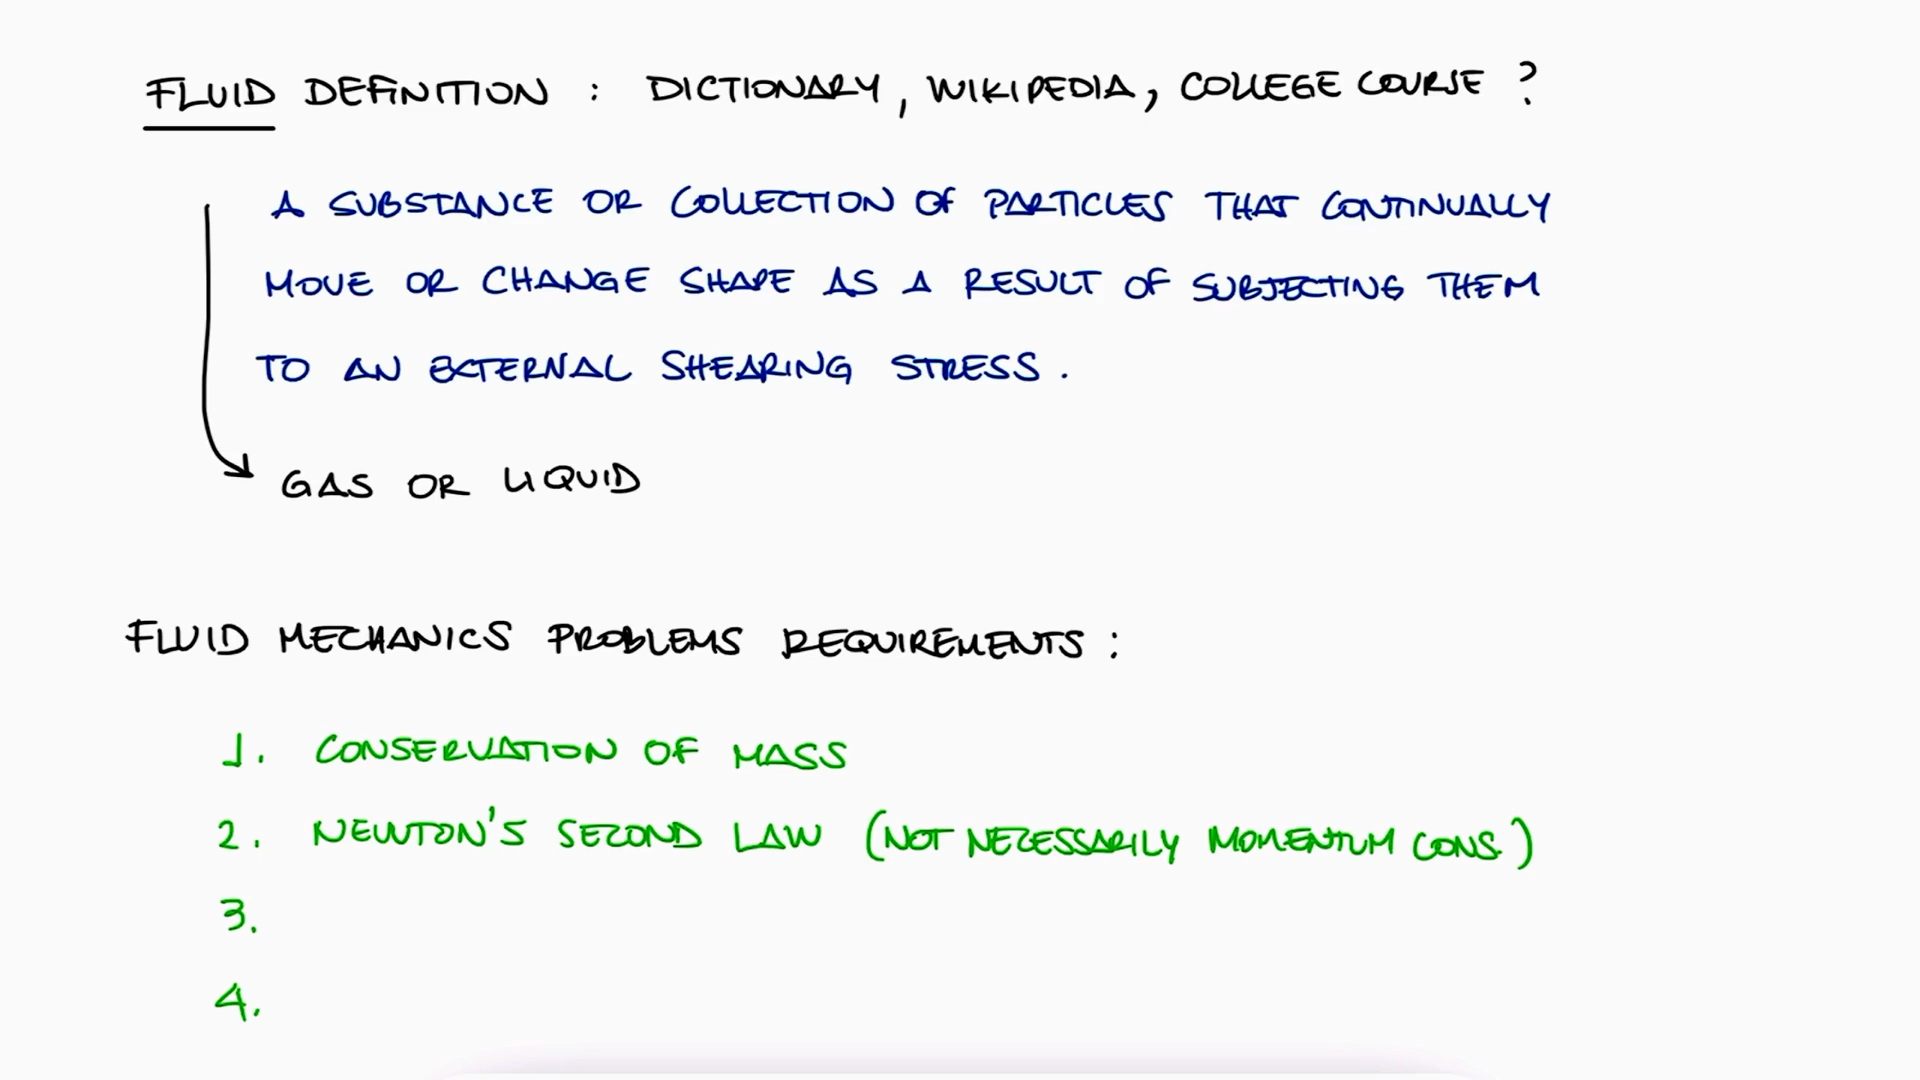 FLUID DEFINITION : DICTIONARY, WIKIPEDIA, COLLEGE COURSE ?
A SUBSTANCE OR COLLECTION OF PARTICLES THAT CONTINUALLY
MOVE OR CHANGE SHAPE AS A RESULT OF SUBJECTING THEM
TO AN EXTERNAL SHEARING STRESS.
GAS OR LIQUID
FLUID MECHANICS PROBLEMS REQUIREMENTS :
1. CONSERVATION OF MASS
2. NEWTON'S SECOND LAW (NOT NECESSARILY MOMENTUM CONS.)
3.
4.